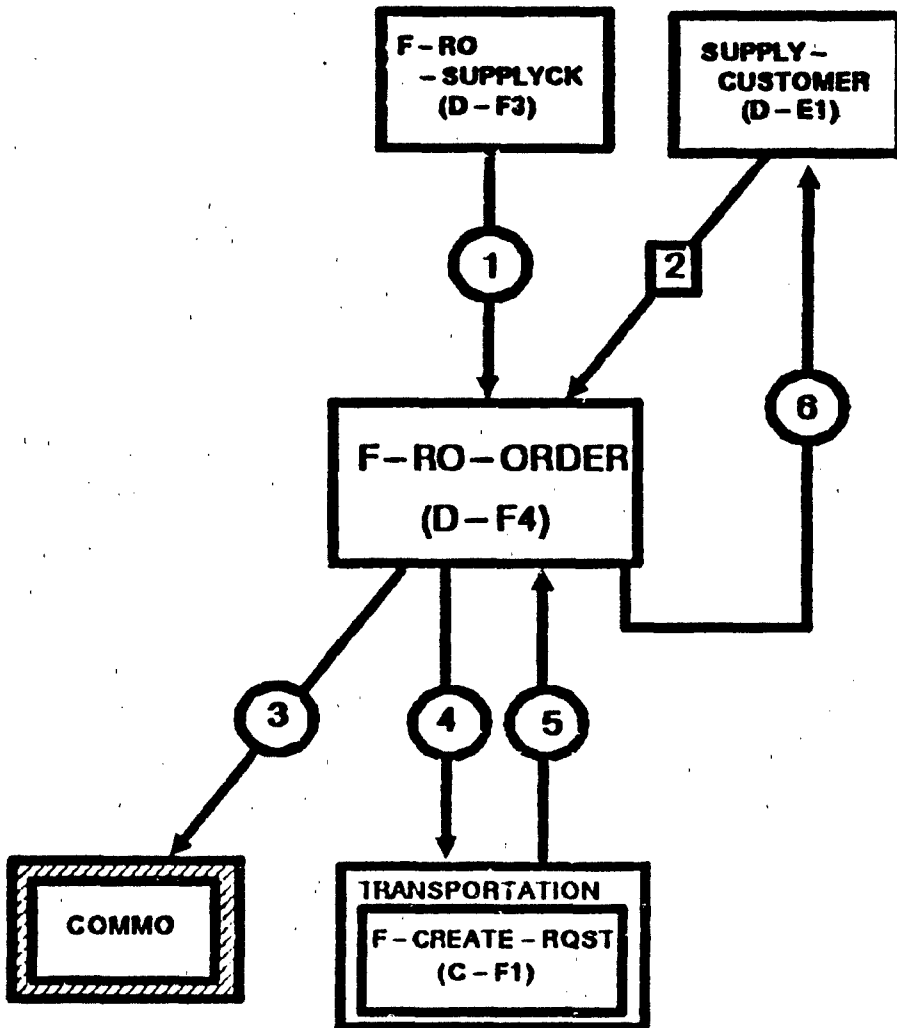 F-RO
-SUPPLYCK
(D-F3)
SUPPLY-
CUSTOMER
(D-E1)
1
2
6
F-RO-ORDER
(D-F4)
3
4
5
COMMO
TRANSPORTATION
F-CREATE-RQST
(C-F1)